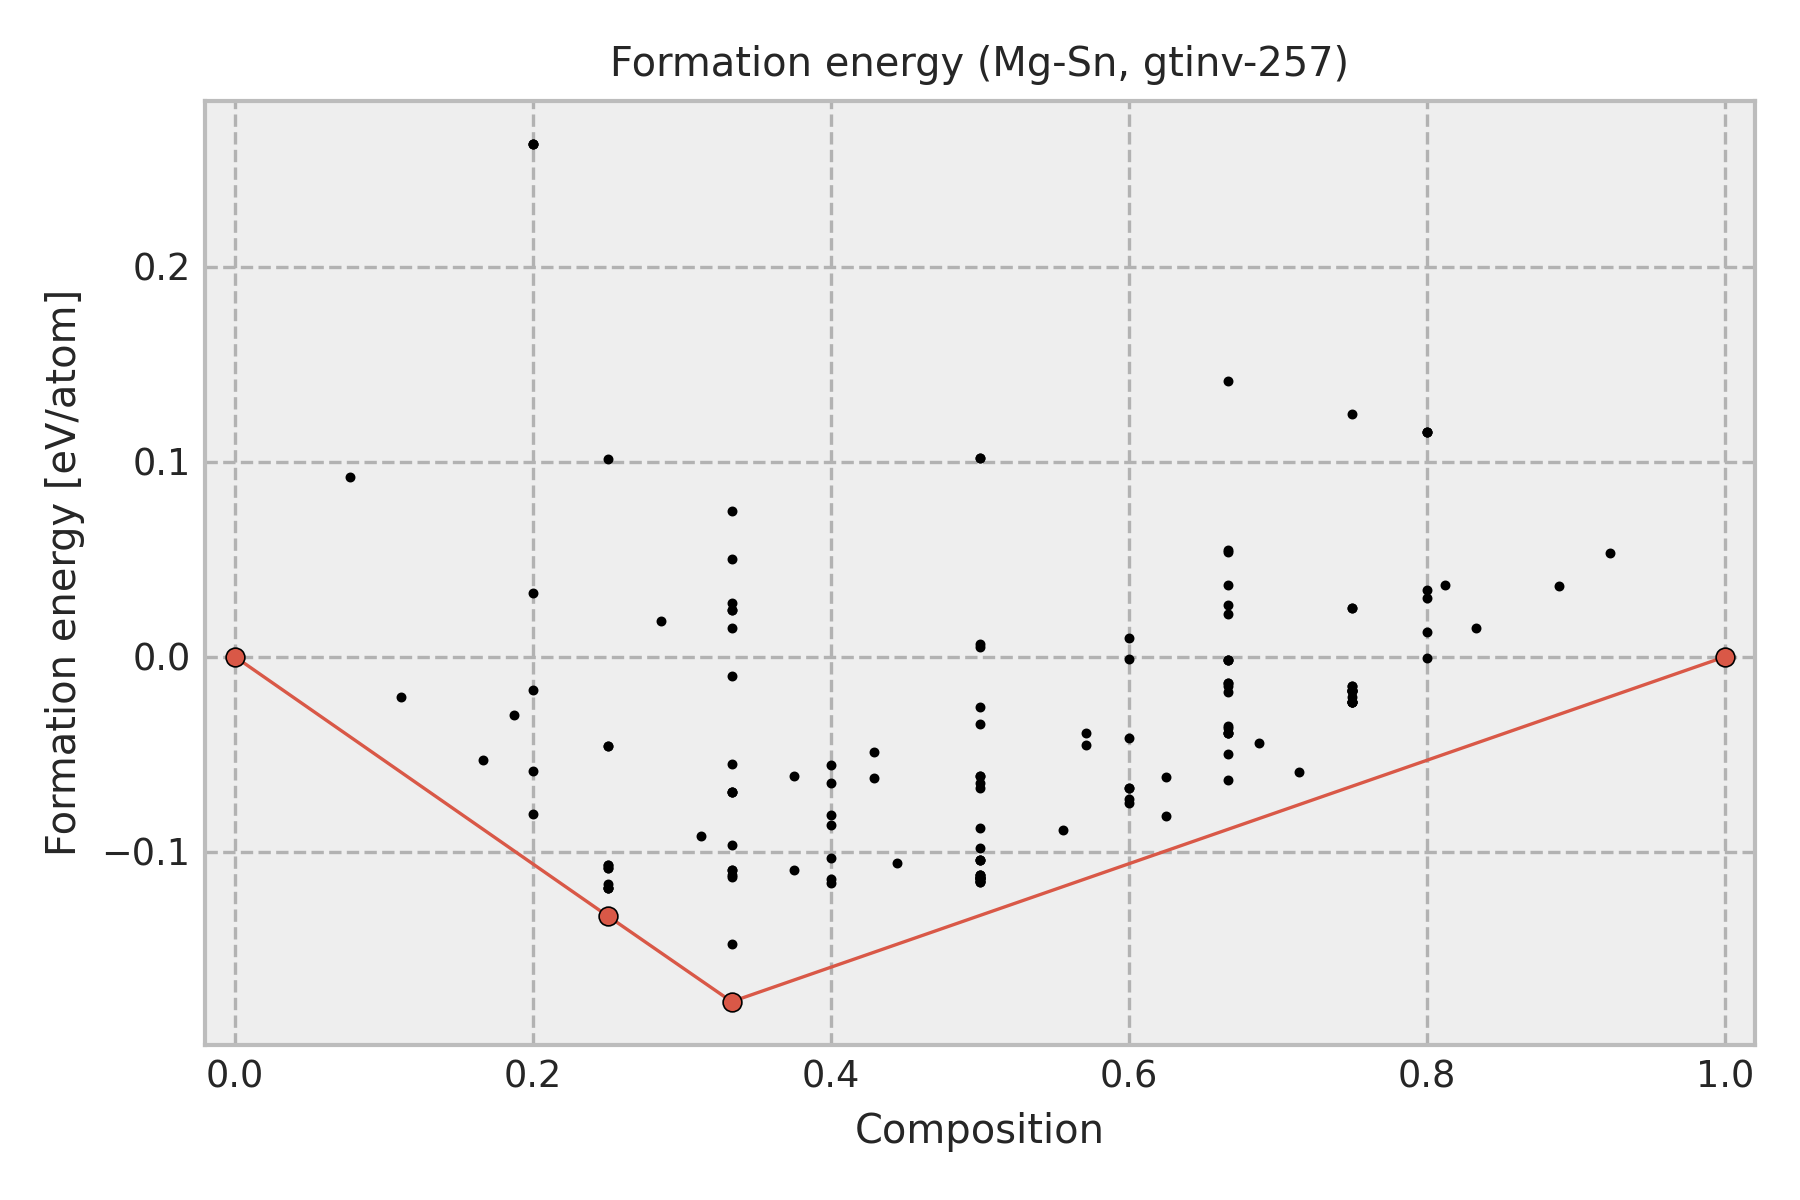 Formation energy (Mg-Sn, gtinv-257)
Formation energy [eV/atom]
0.2
0.1
0.0
−0.1
0.0 0.2 0.4 0.6 0.8 1.0
Composition